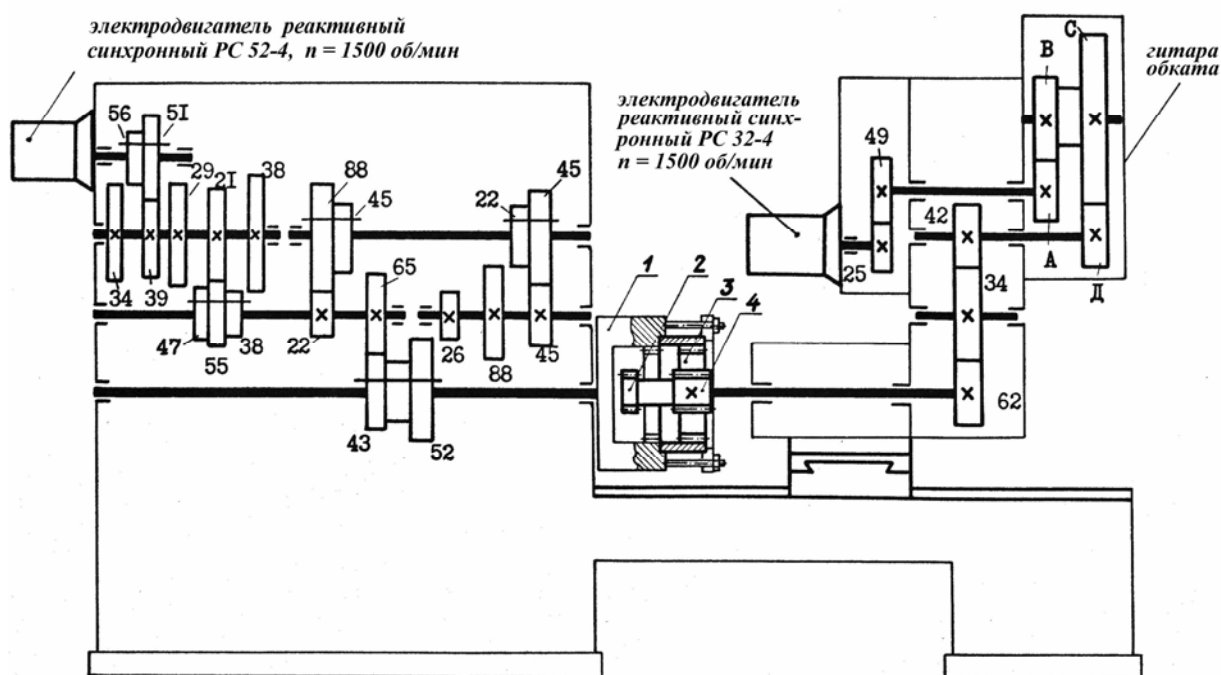 электродвигатель реактивный
синхронный РС 52-4, n = 1500 об/мин
электродвигатель
реактивный синх-
ронный РС 32-4
n = 1500 об/мин
гитара
обката
56
51
29
21
38
88
45
22
45
34
39
47
55
38
22
65
26
88
45
43
52
1
2
3
4
49
25
42
34
62
В
С
А
Д